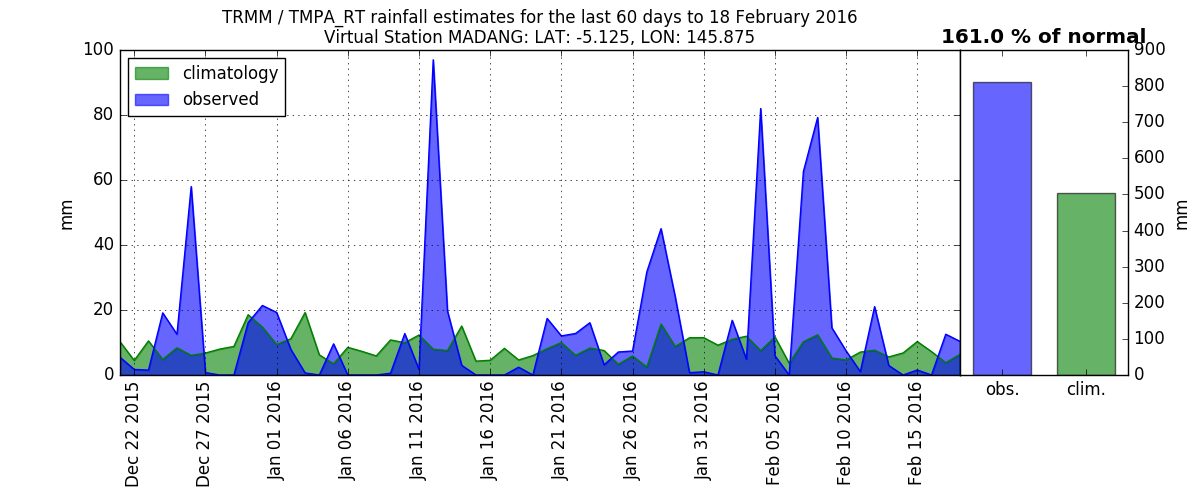 TRMM / TMPA_RT rainfall estimates for the last 60 days to 18 February 2016
Virtual Station MADANG: LAT: -5.125, LON: 145.875
161.0 % of normal
climatology
observed
mm
100
80
60
40
20
0
Dec 22 2015
Dec 27 2015
Jan 01 2016
Jan 06 2016
Jan 11 2016
Jan 16 2016
Jan 21 2016
Jan 26 2016
Jan 31 2016
Feb 05 2016
Feb 10 2016
Feb 15 2016
obs.
clim.
900
800
700
600
500
400
300
200
100
0
mm